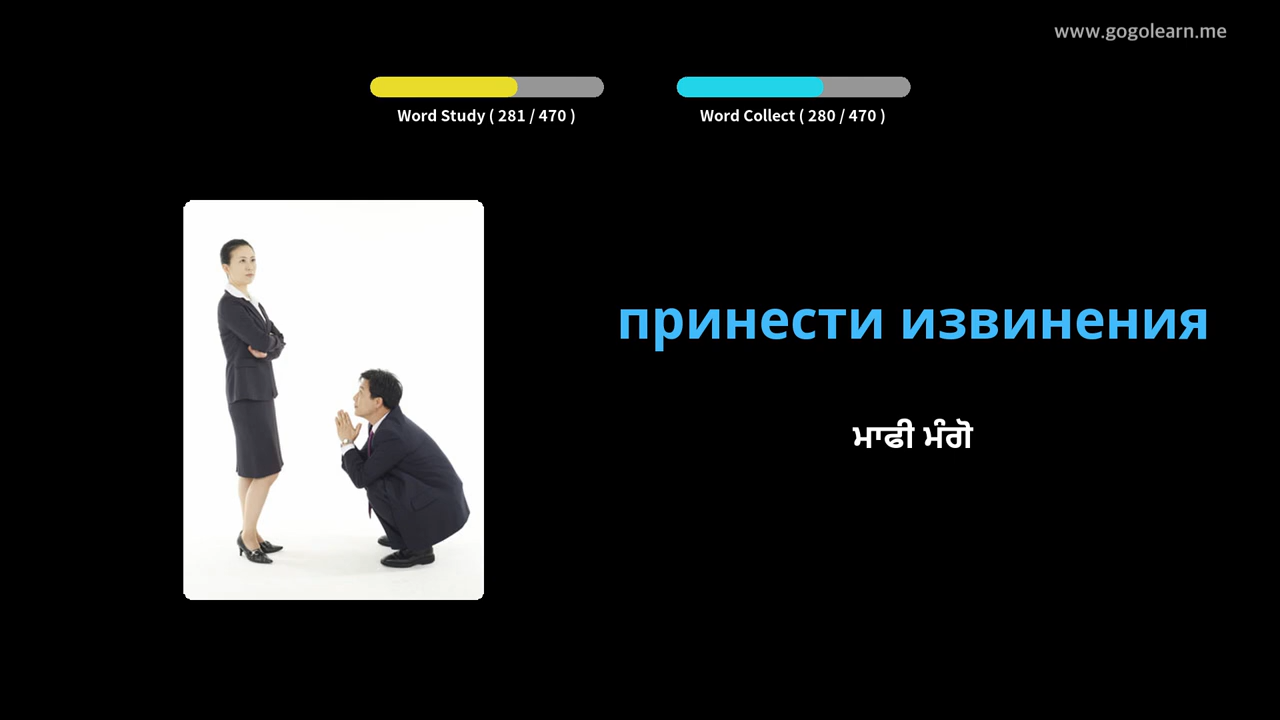 www.gogolearn.me
Word Study ( 281 / 470 )
Word Collect ( 280 / 470 )
принести извинения
ਮਾਫੀ ਮੰਗੋ